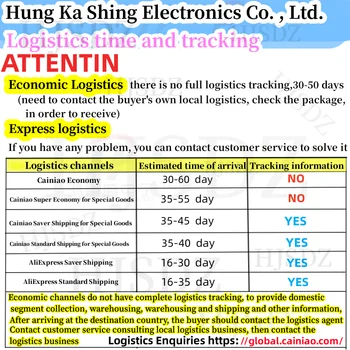 Hung Ka Shing Electronics Co. , Ltd.
Logistics time and tracking
ATTENTIN
Economic Logistics there is no full logistics tracking,30-50 days
(need to contact the buyer's own local logistics, check the package,
in order to receive)
Express logistics
If you have any problem, you can contact customer service to solve it
Logistics channels Estimated time of arrival Tracking information
Cainiao Economy 30-60 day NO
Cainiao Super Economy for Special Goods 35-55 day NO
Cainiao Saver Shipping for Special Goods 35-45 day YES
Cainiao Standard Shipping for Special Goods 35-40 day YES
AliExpress Saver Shipping 16-30 day YES
AliExpress Standard Shipping 16-35 day YES
Economic channels do not have complete logistics tracking, to provide domestic
segment collection, warehousing, warehousing and shipping and other information,
After arriving at the destination country, the buyer should contact the logistics agent
Contact customer service consulting local logistics business, then contact the
logistics business Logistics Enquiries https //global.cainiao.com/
HJSDZ